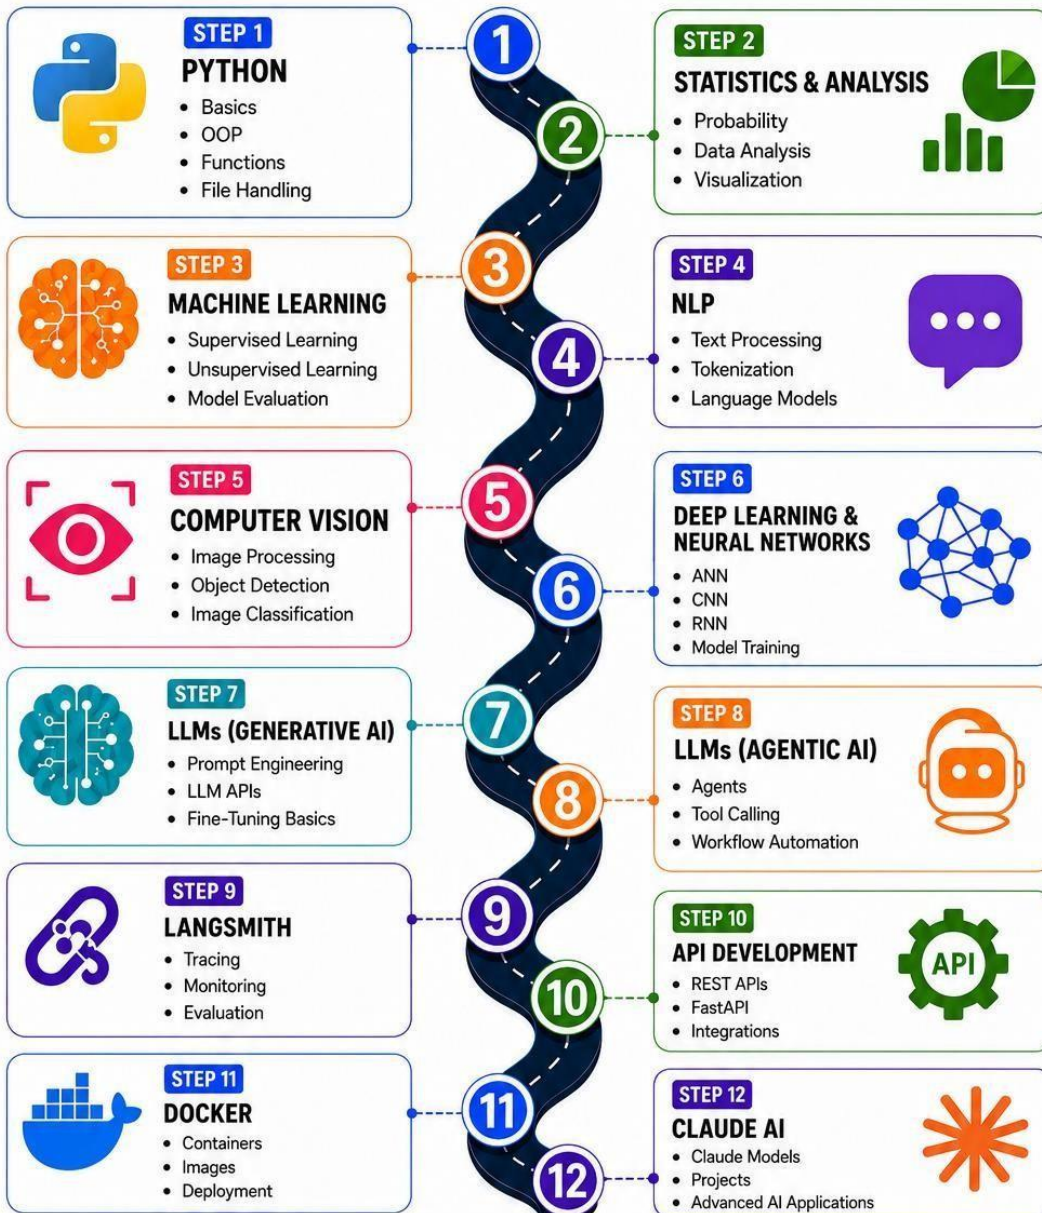 STEP 1
PYTHON
• Basics
• OOP
• Functions
• File Handling
1
STEP 2
STATISTICS & ANALYSIS
• Probability
• Data Analysis
• Visualization
2
STEP 3
MACHINE LEARNING
• Supervised Learning
• Unsupervised Learning
• Model Evaluation
3
STEP 4
NLP
• Text Processing
• Tokenization
• Language Models
4
STEP 5
COMPUTER VISION
• Image Processing
• Object Detection
• Image Classification
5
STEP 6
DEEP LEARNING &
NEURAL NETWORKS
• ANN
• CNN
• RNN
• Model Training
6
STEP 7
LLMs (GENERATIVE AI)
• Prompt Engineering
• LLM APIs
• Fine-Tuning Basics
7
STEP 8
LLMs (AGENTIC AI)
• Agents
• Tool Calling
• Workflow Automation
8
STEP 9
LANGSMITH
• Tracing
• Monitoring
• Evaluation
9
STEP 10
API DEVELOPMENT
• REST APIs
• FastAPI
• Integrations
API
10
STEP 11
DOCKER
• Containers
• Images
• Deployment
11
STEP 12
CLAUDE AI
• Claude Models
• Projects
• Advanced AI Applications
12